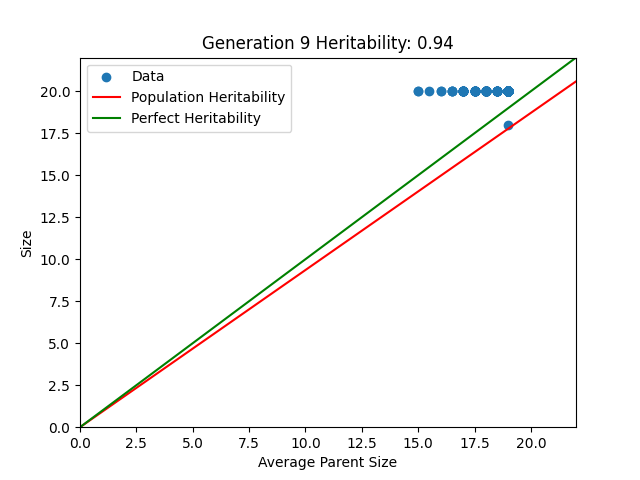 Generation 9 Heritability: 0.94
Data
Population Heritability
Perfect Heritability
20.0
17.5
15.0
12.5
10.0
7.5
5.0
2.5
0.0
Size
0.0 2.5 5.0 7.5 10.0 12.5 15.0 17.5 20.0
Average Parent Size